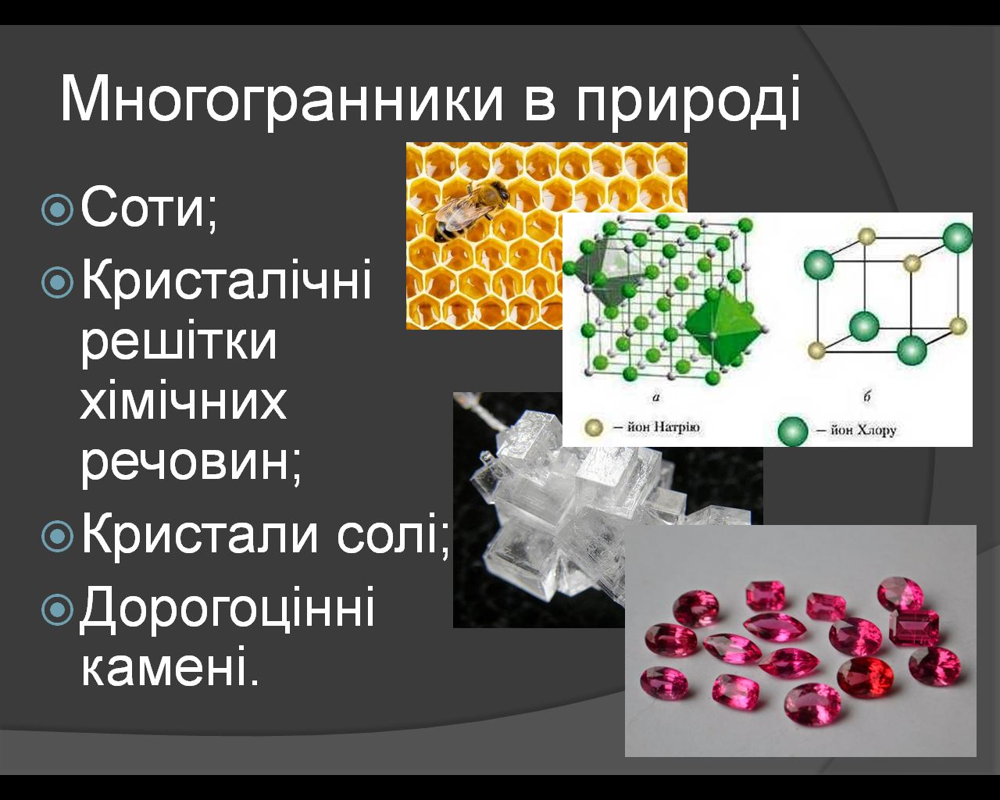 Многогранники в природі
Соти;
Кристалічні
решітки
хімічних
речовин;
Кристали солі;
Дорогоцінні
камені.
а
б
– йон Натрію
– йон Хлору